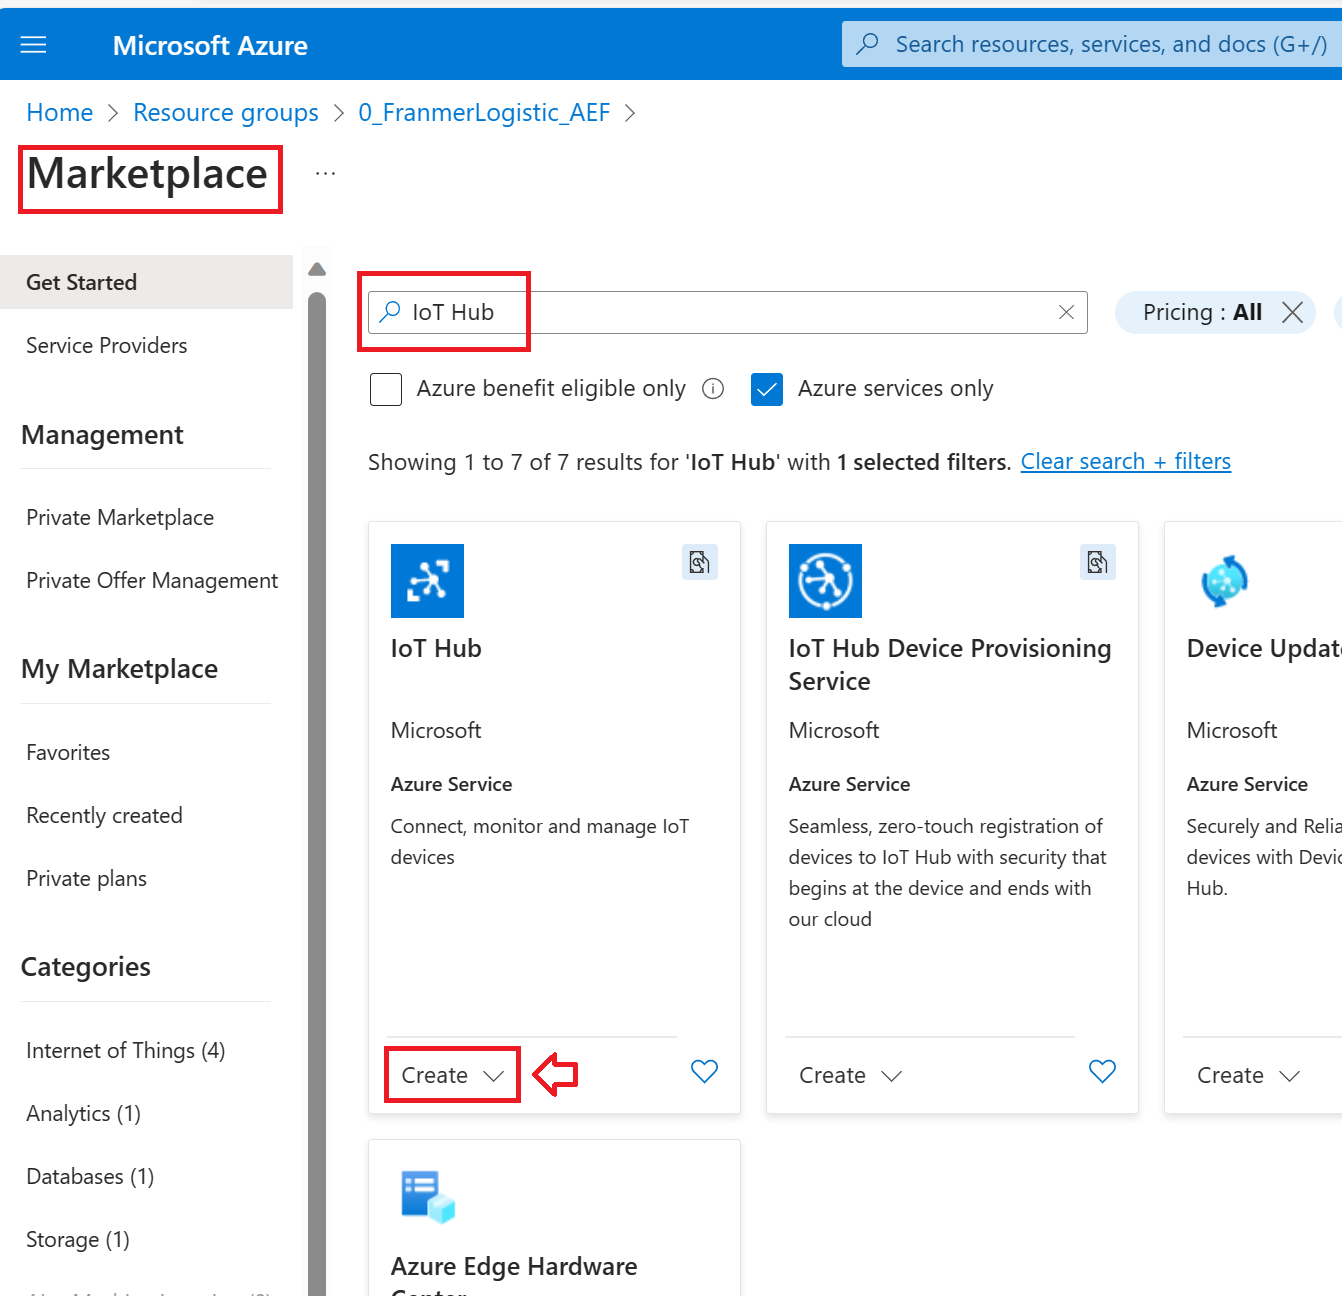 Microsoft Azure
Search resources, services, and docs (G+/)
Home > Resource groups > 0_FranmerLogistic_AEF >
Marketplace ...
Get Started
Service Providers
Management
Private Marketplace
Private Offer Management
My Marketplace
Favorites
Recently created
Private plans
Categories
Internet of Things (4)
Analytics (1)
Databases (1)
Storage (1)
IoT Hub
Pricing : All
Azure benefit eligible only
Azure services only
Showing 1 to 7 of 7 results for 'IoT Hub' with 1 selected filters. Clear search + filters
IoT Hub
Microsoft
Azure Service
Connect, monitor and manage IoT
devices
Create
IoT Hub Device Provisioning
Service
Microsoft
Azure Service
Seamless, zero-touch registration of
devices to IoT Hub with security that
begins at the device and ends with
our cloud
Create
Device Updat
Microsoft
Azure Service
Securely and Relia
devices with Devic
Hub.
Create
Azure Edge Hardware
Center